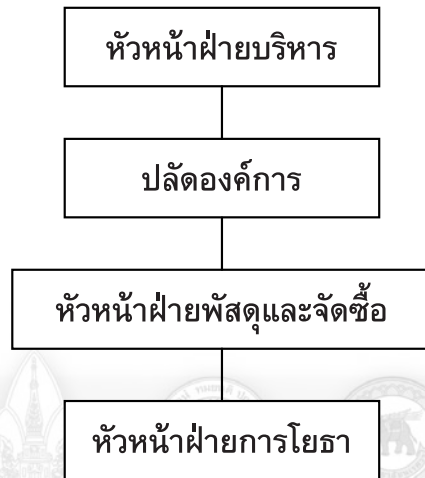 หัวหน้าฝ่ายบริหาร
ปลัดองค์การ
หัวหน้าฝ่ายพัสดุและจัดซื้อ
หัวหน้าฝ่ายการโยธา